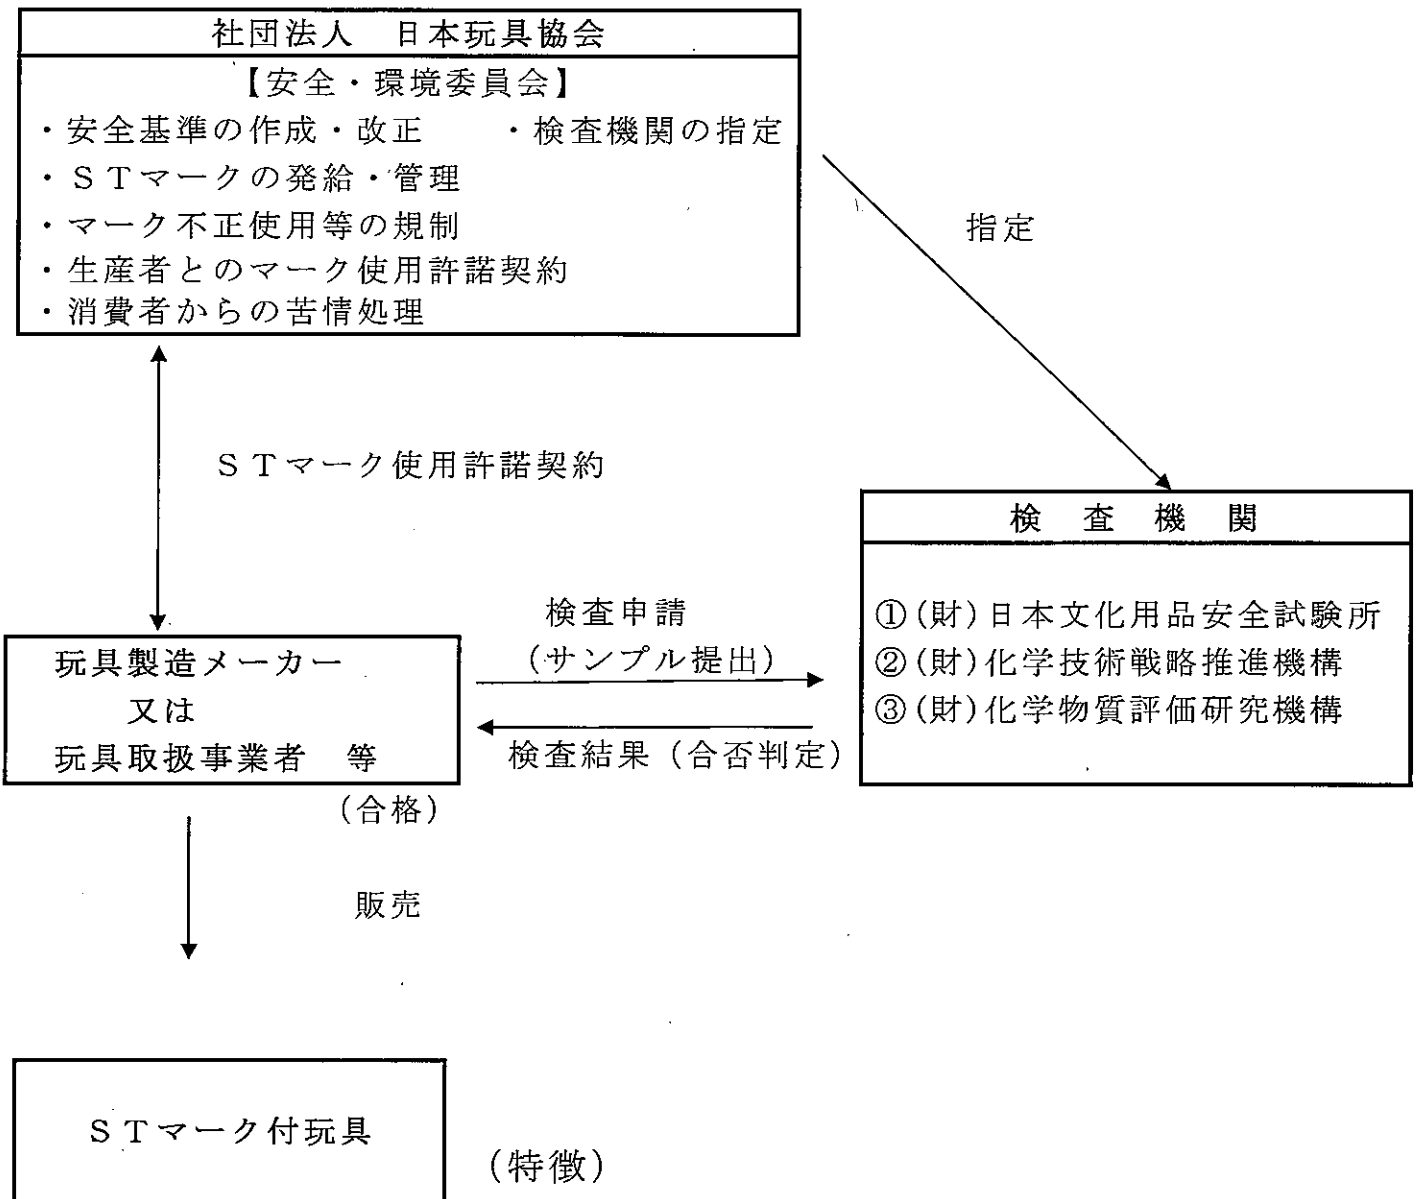 社団法人　日本玩具協会
【安全・環境委員会】
・安全基準の作成・改正　　・検査機関の指定
・ＳＴマークの発給・管理
・マーク不正使用等の規制
・生産者とのマーク使用許諾契約
・消費者からの苦情処理
指定
ＳＴマーク使用許諾契約
検　査　機　関
①(財)日本文化用品安全試験所
②(財)化学技術戦略推進機構
③(財)化学物質評価研究機構
検査申請
(サンプル提出)
検査結果（合否判定）
玩具製造メーカー
又は
玩具取扱事業者　等
(合格)
販売
ＳＴマーク付玩具
(特徴)